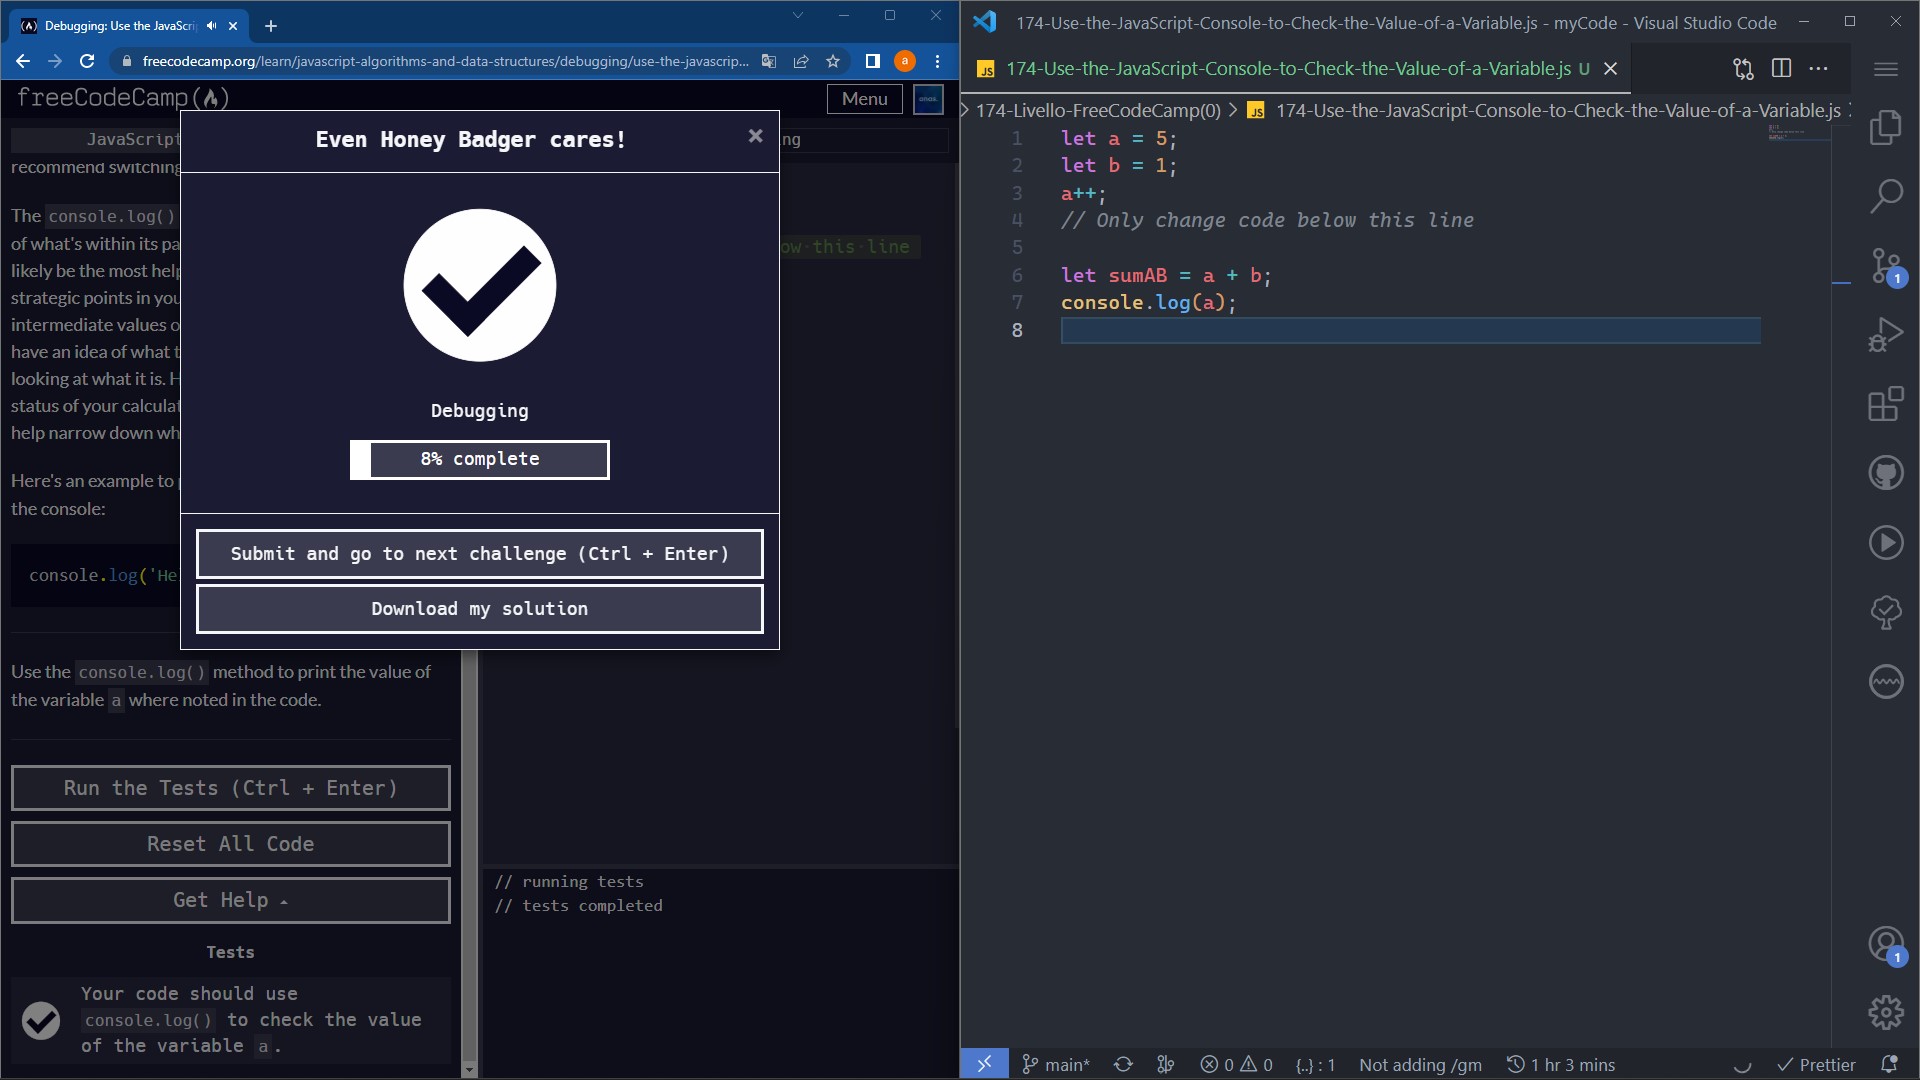 Debugging: Use the JavaScri
freecodecamp.org/learn/javascript-algorithms-and-data-structures/debugging/use-the-javascrip...
a
freeCodeCamp
Menu
anas.
JavaScript
ng
recommend switching
The console.log()
of what's within its pa
likely be the most help
strategic points in you
intermediate values o
have an idea of what t
looking at what it is. H
status of your calculat
help narrow down wh
Here's an example to
the console:
console.log('He
Use the console.log() method to print the value of
the variable a where noted in the code.
Run the Tests (Ctrl + Enter)
Reset All Code
Get Help
Tests
Your code should use
console.log() to check the value
of the variable a.
Even Honey Badger cares!
×
Debugging
8% complete
Submit and go to next challenge (Ctrl + Enter)
Download my solution
ow·this·line
// running tests
// tests completed
174-Use-the-JavaScript-Console-to-Check-the-Value-of-a-Variable.js - myCode - Visual Studio Code
JS 174-Use-the-JavaScript-Console-to-Check-the-Value-of-a-Variable.js U
174-Livello-FreeCodeCamp(0) > JS 174-Use-the-JavaScript-Console-to-Check-the-Value-of-a-Variable.js
1 let a = 5;
2 let b = 1;
3 a++;
4 // Only change code below this line
5
6 let sumAB = a + b;
7 console.log(a);
8
1
1
main*
0 0
{..} : 1
Not adding /gm
1 hr 3 mins
Prettier